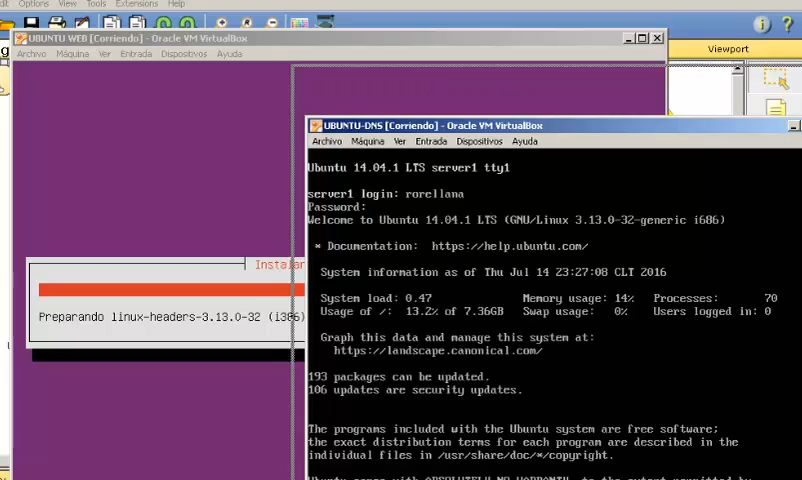 Options View Tools Extensions Help
UBUNTU WEB [Corriendo] - Oracle VM VirtualBox
Archivo Máquina Ver Entrada Dispositivos Ayuda
Viewport
UBUNTU-DNS [Corriendo] - Oracle VM VirtualBox
Archivo Máquina Ver Entrada Dispositivos Ayuda
Ubuntu 14.04.1 LTS server1 tty1
server1 login: rorellana
Password:
Welcome to Ubuntu 14.04.1 LTS (GNU/Linux 3.13.0-32-generic i686)
* Documentation: https://help.ubuntu.com/
System information as of Thu Jul 14 23:27:08 CLT 2016
System load: 0.47 Memory usage: 14% Processes: 70
Usage of /: 13.2% of 7.36GB Swap usage: 0% Users logged in: 0
Graph this data and manage this system at:
https://landscape.canonical.com/
193 packages can be updated.
106 updates are security updates.
The programs included with the Ubuntu system are free software;
the exact distribution terms for each program are described in the
individual files in /usr/share/doc/*/copyright.
Instalan
Preparando linux-headers-3.13.0-32 (i386)